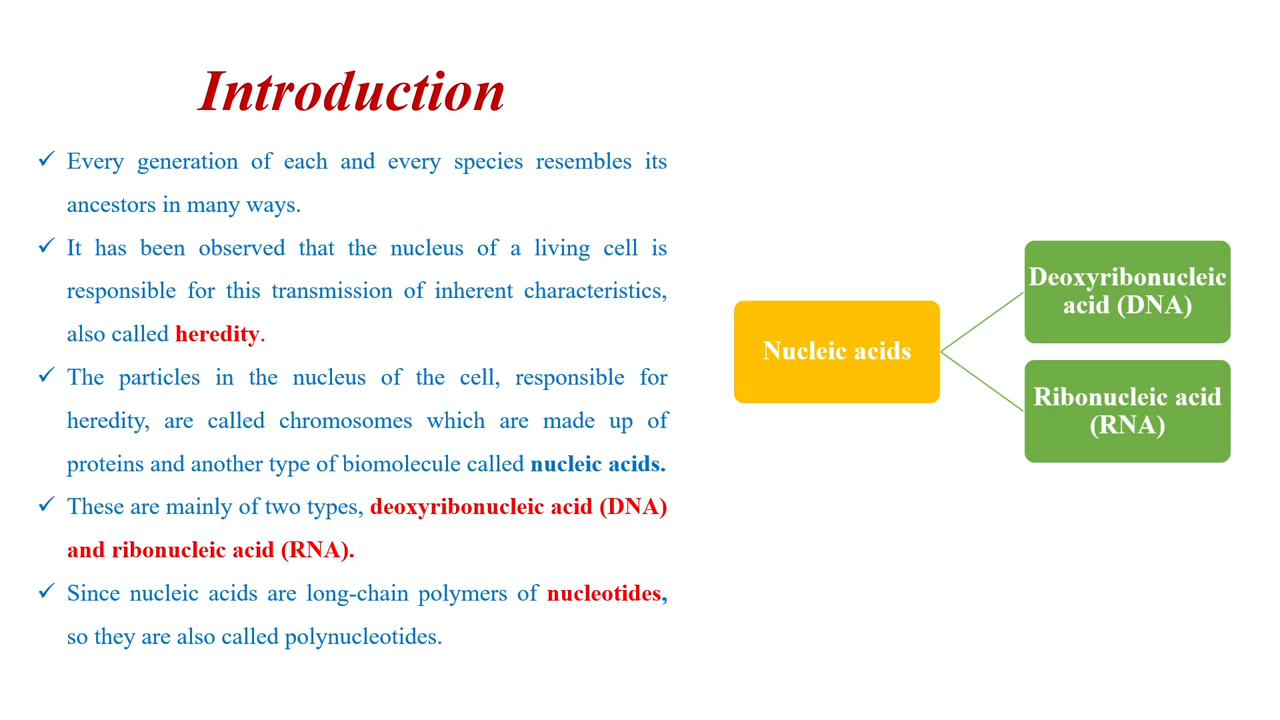 Introduction
✓ Every generation of each and every species resembles its
ancestors in many ways.
✓ It has been observed that the nucleus of a living cell is
responsible for this transmission of inherent characteristics,
also called heredity.
✓ The particles in the nucleus of the cell, responsible for
heredity, are called chromosomes which are made up of
proteins and another type of biomolecule called nucleic acids.
✓ These are mainly of two types, deoxyribonucleic acid (DNA)
and ribonucleic acid (RNA).
✓ Since nucleic acids are long-chain polymers of nucleotides,
so they are also called polynucleotides.
Nucleic acids
Deoxyribonucleic
acid (DNA)
Ribonucleic acid
(RNA)